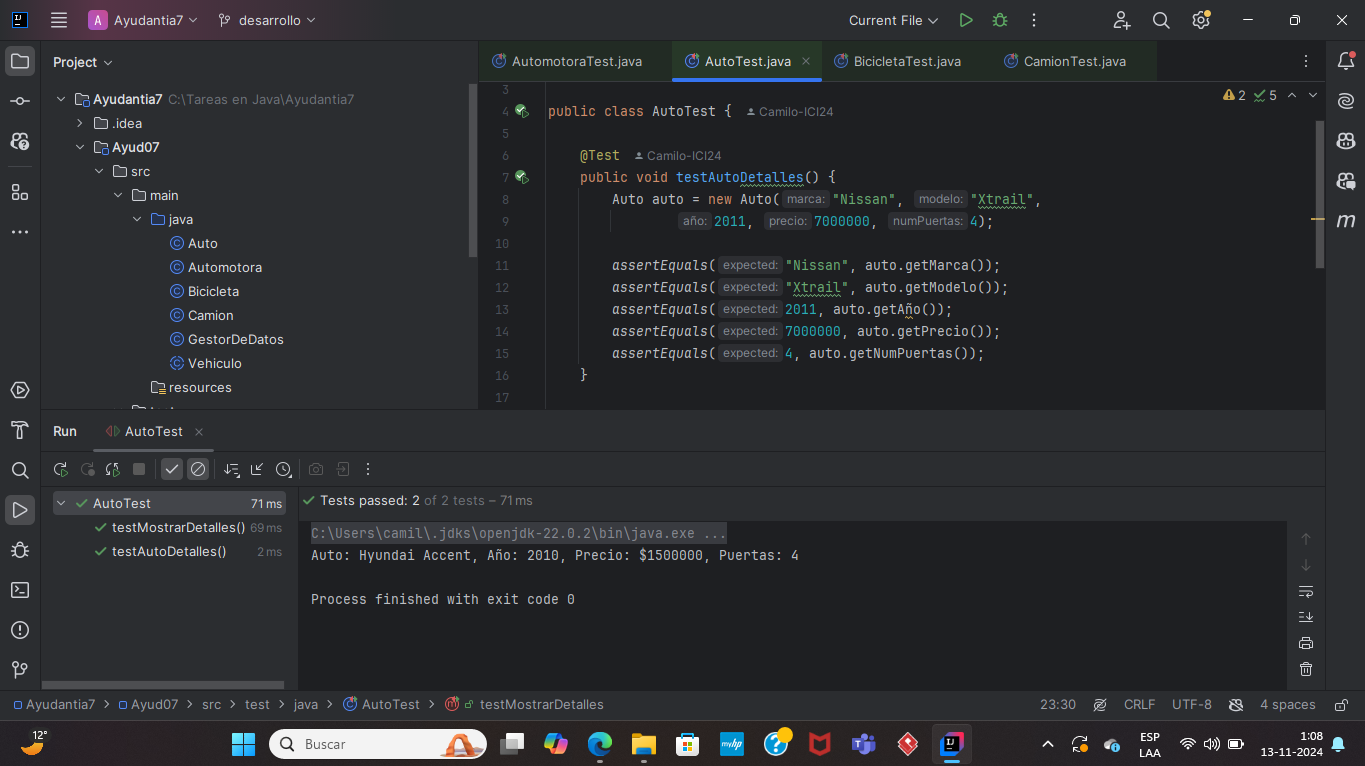 A Ayudantia7 desarrollo Current File
Project
AutomotoraTest.java AutoTest.java BicicletaTest.java CamionTest.java
Ayudantia7 C:\Tareas en Java\Ayudantia7
.idea
Ayud07
src
main
java
Auto
Automotora
Bicicleta
Camion
GestorDeDatos
Vehiculo
resources
2 5
3
4 public class AutoTest { Camilo-ICI24
5
6 @Test Camilo-ICI24
7 public void testAutoDetalles() {
8 Auto auto = new Auto( marca: "Nissan", modelo: "Xtrail",
9 año: 2011, precio: 7000000, numPuertas: 4);
10
11 assertEquals( expected: "Nissan", auto.getMarca());
12 assertEquals( expected: "Xtrail", auto.getModelo());
13 assertEquals( expected: 2011, auto.getAño());
14 assertEquals( expected: 7000000, auto.getPrecio());
15 assertEquals( expected: 4, auto.getNumPuertas());
16 }
17
Run AutoTest
AutoTest 71 ms
testMostrarDetalles() 69 ms
testAutoDetalles() 2 ms
Tests passed: 2 of 2 tests – 71 ms
C:\Users\camil\.jdks\openjdk-22.0.2\bin\java.exe ...
Auto: Hyundai Accent, Año: 2010, Precio: $1500000, Puertas: 4
Process finished with exit code 0
Ayudantia7 > Ayud07 > src > test > java > AutoTest > testMostrarDetalles
23:30 CRLF UTF-8 4 spaces
12°
Buscar
ESP
LAA
1:08
13-11-2024